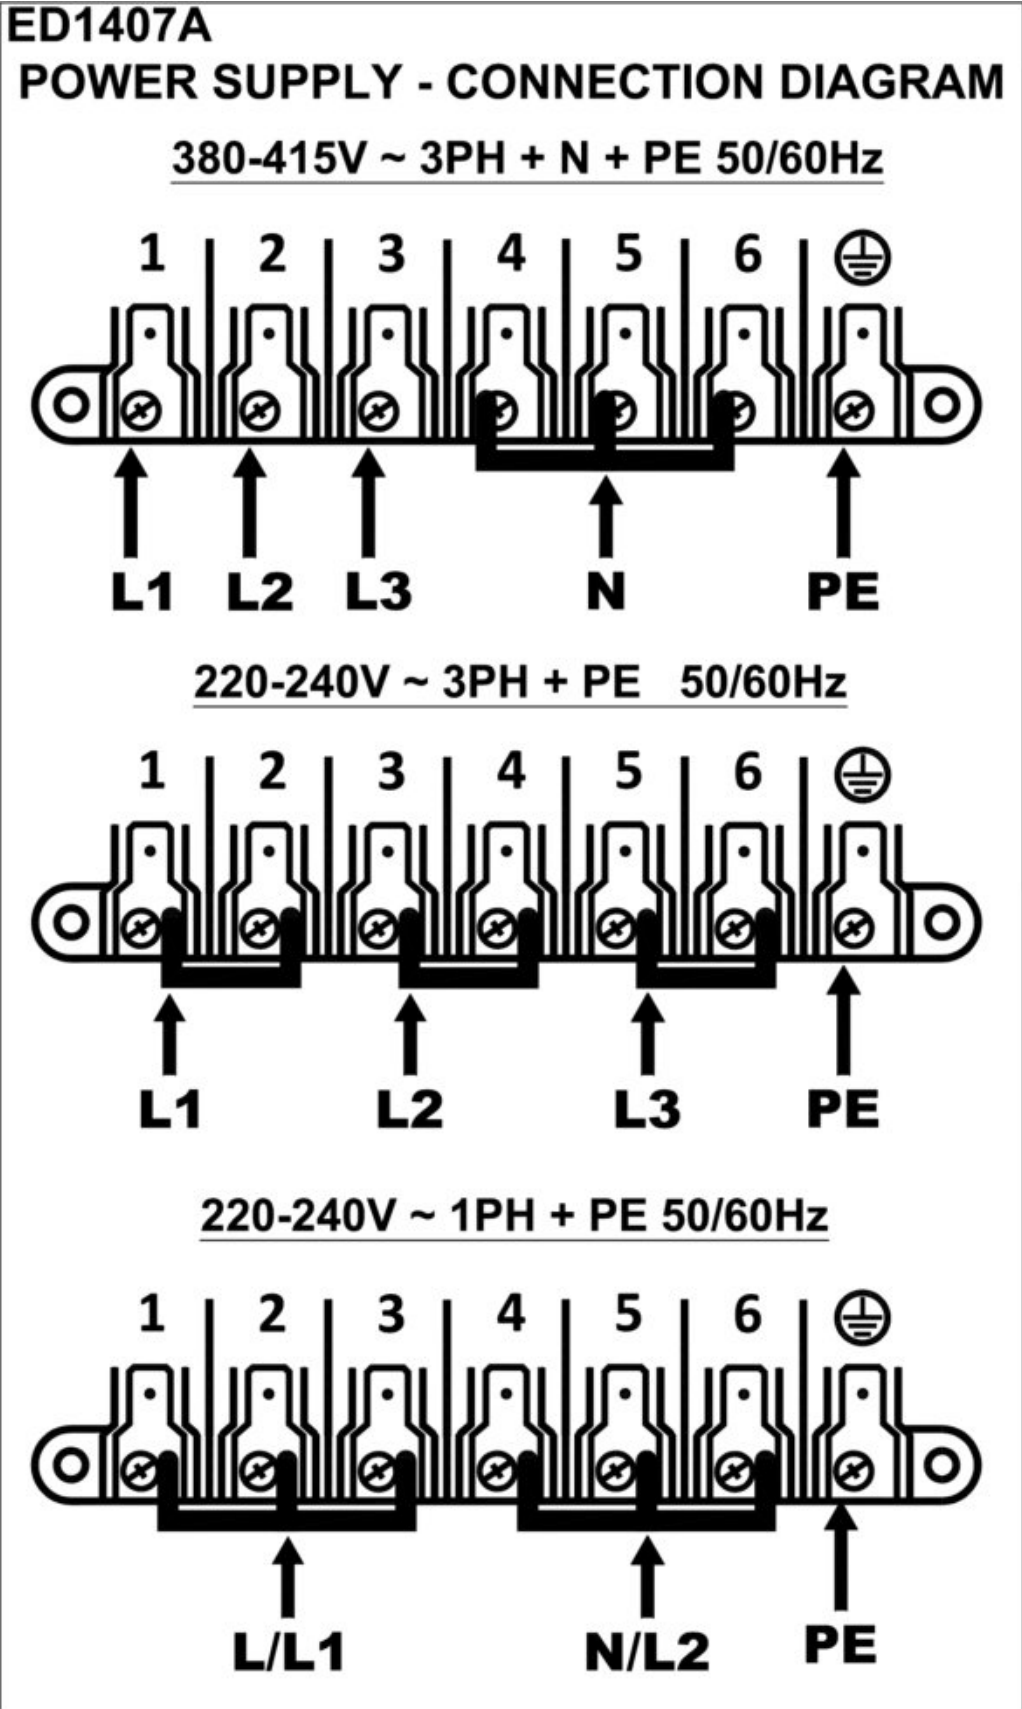 ED1407A
POWER SUPPLY - CONNECTION DIAGRAM
380-415V ~ 3PH + N + PE 50/60Hz
1 2 3 4 5 6
L1 L2 L3 N PE
220-240V ~ 3PH + PE 50/60Hz
1 2 3 4 5 6
L1 L2 L3 PE
220-240V ~ 1PH + PE 50/60Hz
1 2 3 4 5 6
L/L1 N/L2 PE